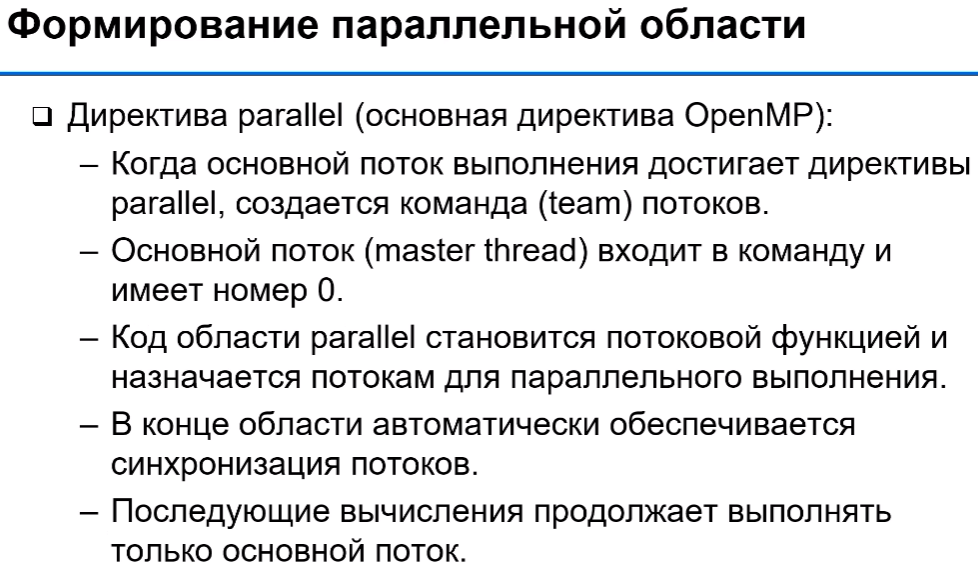 Формирование параллельной области
❑ Директива parallel (основная директива OpenMP):
– Когда основной поток выполнения достигает директивы
parallel, создается команда (team) потоков.
– Основной поток (master thread) входит в команду и
имеет номер 0.
– Код области parallel становится потоковой функцией и
назначается потокам для параллельного выполнения.
– В конце области автоматически обеспечивается
синхронизация потоков.
– Последующие вычисления продолжает выполнять
только основной поток.